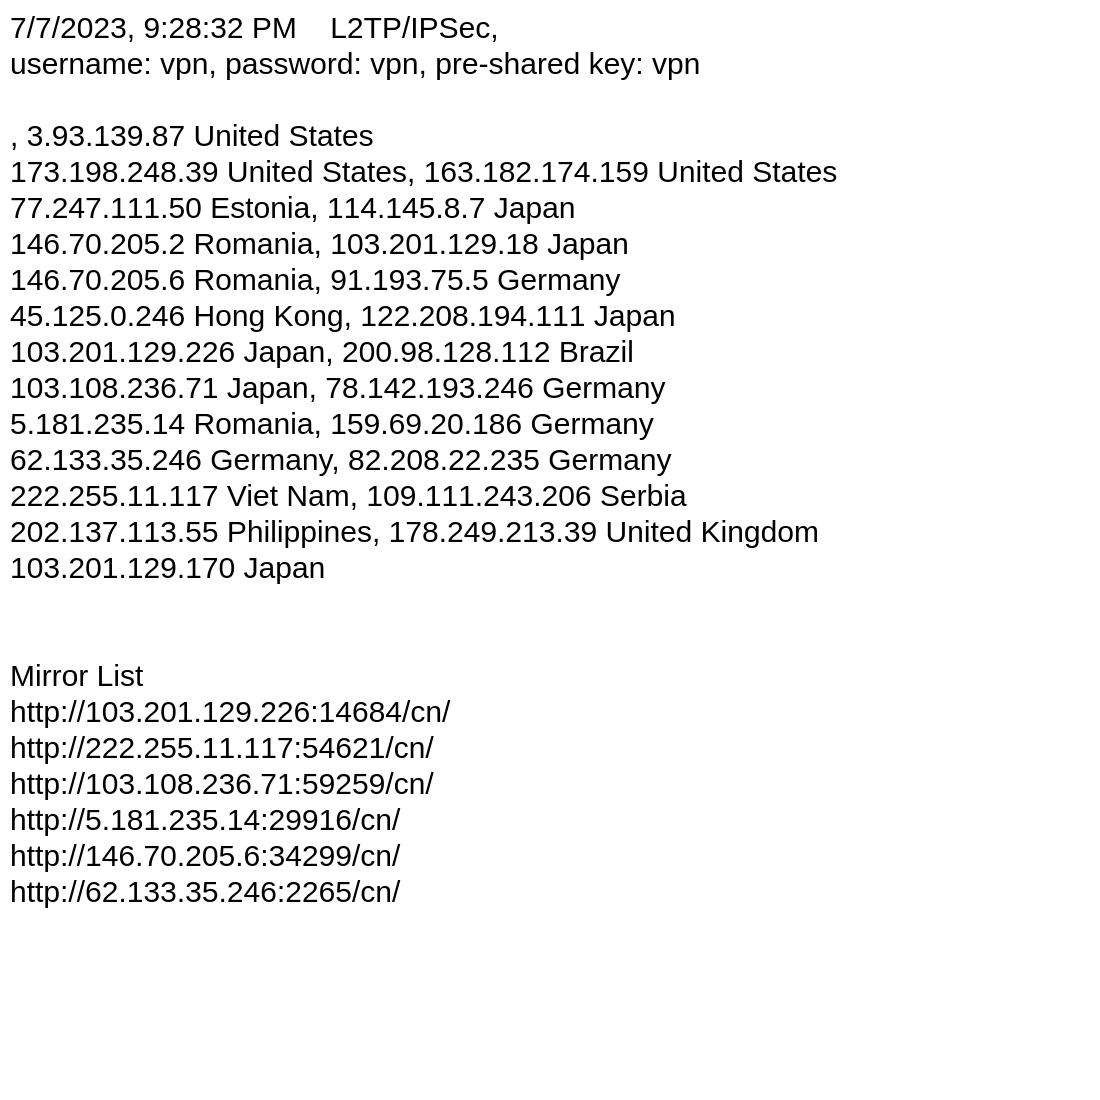 7/7/2023, 9:28:32 PM    L2TP/IPSec,
username: vpn, password: vpn, pre-shared key: vpn
, 3.93.139.87 United States
173.198.248.39 United States, 163.182.174.159 United States
77.247.111.50 Estonia, 114.145.8.7 Japan
146.70.205.2 Romania, 103.201.129.18 Japan
146.70.205.6 Romania, 91.193.75.5 Germany
45.125.0.246 Hong Kong, 122.208.194.111 Japan
103.201.129.226 Japan, 200.98.128.112 Brazil
103.108.236.71 Japan, 78.142.193.246 Germany
5.181.235.14 Romania, 159.69.20.186 Germany
62.133.35.246 Germany, 82.208.22.235 Germany
222.255.11.117 Viet Nam, 109.111.243.206 Serbia
202.137.113.55 Philippines, 178.249.213.39 United Kingdom
103.201.129.170 Japan
Mirror List
http://103.201.129.226:14684/cn/
http://222.255.11.117:54621/cn/
http://103.108.236.71:59259/cn/
http://5.181.235.14:29916/cn/
http://146.70.205.6:34299/cn/
http://62.133.35.246:2265/cn/